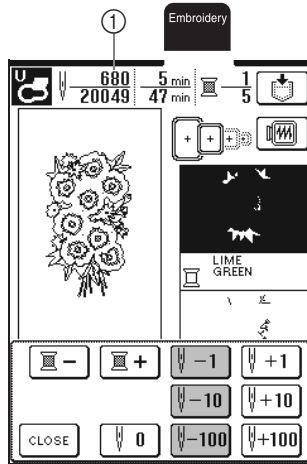 Embroidery
1
U
680 5 min 1
20049 47 min 5
LIME
GREEN
− + −1 +1
−10 +10
CLOSE 0 −100 +100